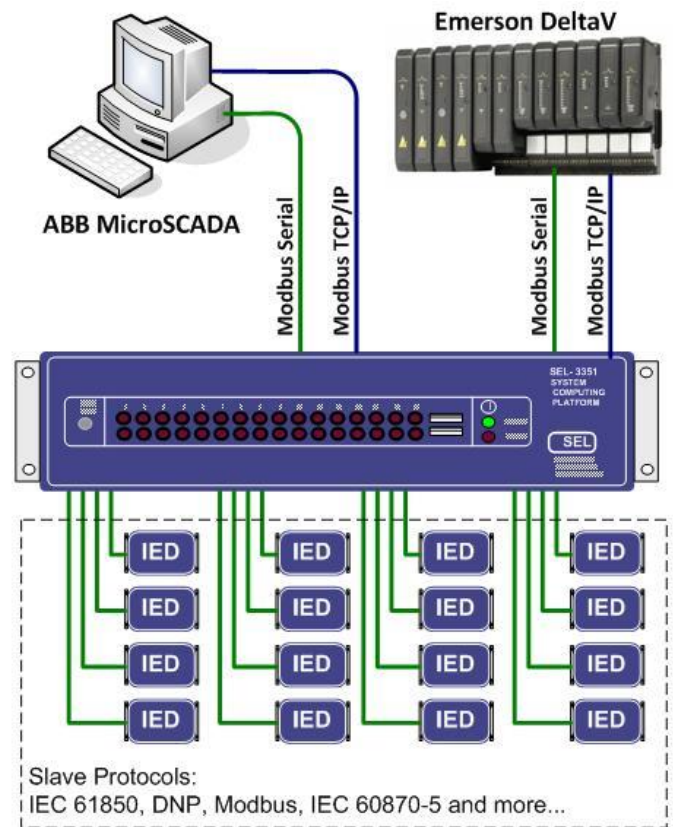 Emerson DeltaV
ABB MicroSCADA
Modbus Serial
Modbus TCP/IP
Modbus Serial
Modbus TCP/IP
SEL- 3351
SYSTEM
COMPUTING
PLATFORM
SEL
IED IED IED IED
IED IED IED IED
IED IED IED IED
IED IED IED IED
Slave Protocols:
IEC 61850, DNP, Modbus, IEC 60870-5 and more...